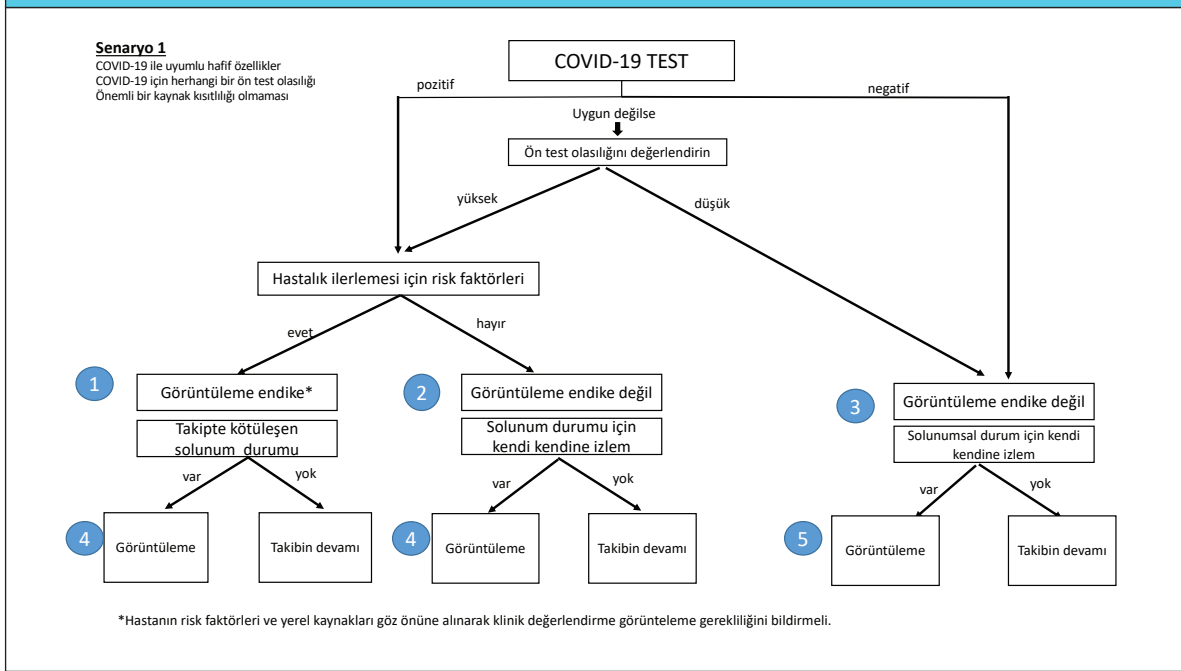 Senaryo 1
COVID-19 ile uyumlu hafif özellikler
COVID-19 için herhangi bir ön test olasılığı
Önemli bir kaynak kısıtlılığı olmaması
COVID-19 TEST
pozitif
negatif
Uygun değilse
Ön test olasılığını değerlendirin
yüksek
düşük
Hastalık ilerlemesi için risk faktörleri
evet
hayır
1
Görüntüleme endike*
2
Görüntüleme endike değil
3
Görüntüleme endike değil
Takipte kötüleşen
solunum durumu
Solunum durumu için
kendi kendine izlem
Solunumsal durum için kendi
kendine izlem
var
yok
var
yok
var
yok
4
Görüntüleme
Takibin devamı
4
Görüntüleme
Takibin devamı
5
Görüntüleme
Takibin devamı
*Hastanın risk faktörleri ve yerel kaynakları göz önüne alınarak klinik değerlendirme görünteleme gerekliliğini bildirmeli.